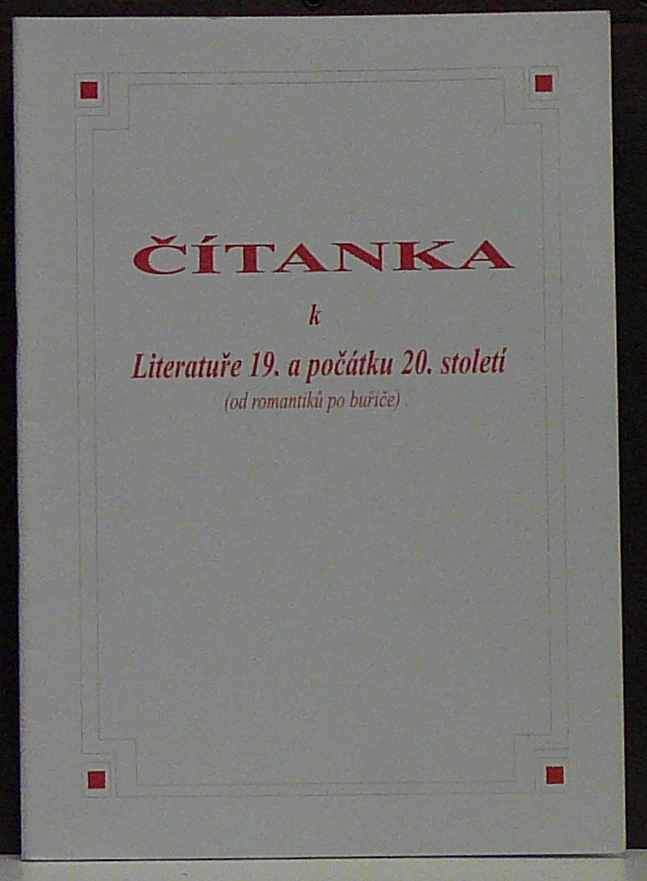 ČÍTANKA
k
Literatuře 19. a počátku 20. století
(od romantiků po buřiče)